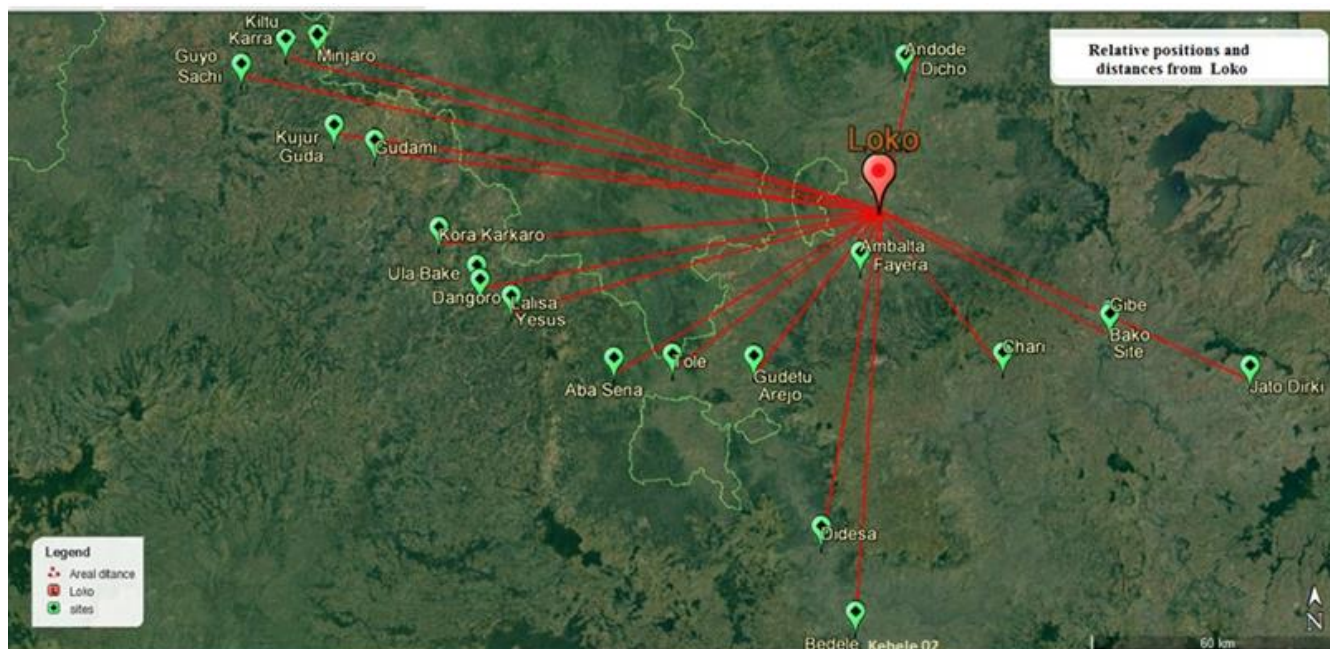 Kiltu
Karra
Minjaro
Guyo
Sachi
Andode
Dicho
Relative positions and
distances from Loko
Kujur
Guda
Gudami
Loko
Kora Karkaro
Ambalta
Fayera
Ula Bake
Dangoro
Lalisa
Yesus
Gibe
Bako
Site
Chari
Aba Sena
Tole
Gudetu
Arejo
Jato Dirki
Didesa
Legend
Areal ditance
Loko
sites
Bedele Kebele 02
N
60 km